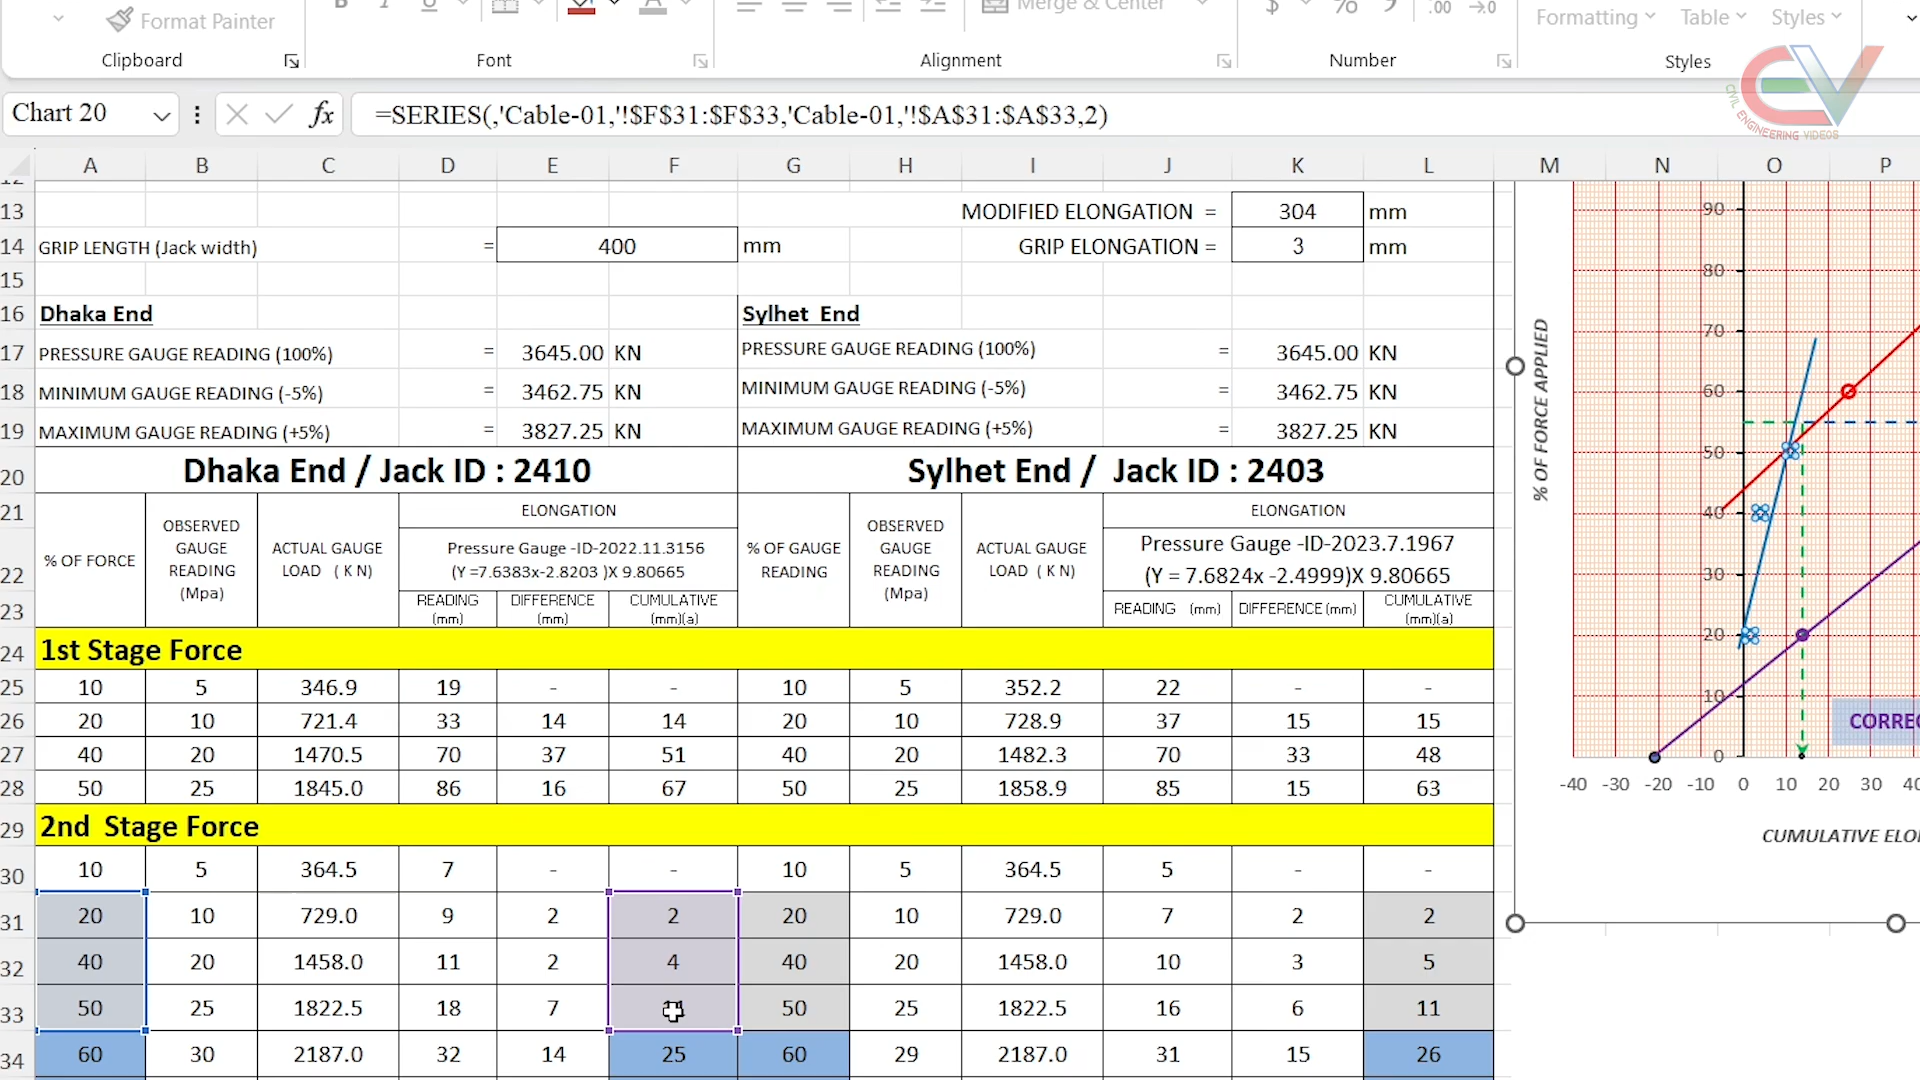 B I U Merge & Center $ % 9 .00 →.0
Format Painter Formatting Table Styles
Clipboard Font Alignment Number Styles
CIVIL ENGINEERING VIDEOS
Chart 20 fx =SERIES(,'Cable-01,'!$F$31:$F$33,'Cable-01,'!$A$31:$A$33,2)
A B C D E F G H I J K L M N O P
12
13 MODIFIED ELONGATION = 304 mm
14 GRIP LENGTH (Jack width) = 400 mm GRIP ELONGATION = 3 mm
15
16 Dhaka End Sylhet End
17 PRESSURE GAUGE READING (100%) = 3645.00 KN PRESSURE GAUGE READING (100%) = 3645.00 KN
18 MINIMUM GAUGE READING (-5%) = 3462.75 KN MINIMUM GAUGE READING (-5%) = 3462.75 KN
19 MAXIMUM GAUGE READING (+5%) = 3827.25 KN MAXIMUM GAUGE READING (+5%) = 3827.25 KN
20 Dhaka End / Jack ID : 2410 Sylhet End / Jack ID : 2403
21 ELONGATION ELONGATION
% OF FORCE
OBSERVED
GAUGE
READING
(Mpa)
ACTUAL GAUGE
LOAD ( K N)
22
Pressure Gauge -ID-2022.11.3156
(Y =7.6383x-2.8203 )X 9.80665
% OF GAUGE
READING
OBSERVED
GAUGE
READING
(Mpa)
ACTUAL GAUGE
LOAD ( K N)
Pressure Gauge -ID-2023.7.1967
(Y = 7.6824x -2.4999)X 9.80665
23
READING
(mm)
DIFFERENCE
(mm)
CUMULATIVE
(mm)(a)
READING (mm)
DIFFERENCE (mm)
CUMULATIVE
(mm)(a)
24 1st Stage Force
25 10 5 346.9 19 - - 10 5 352.2 22 - -
26 20 10 721.4 33 14 14 20 10 728.9 37 15 15
27 40 20 1470.5 70 37 51 40 20 1482.3 70 33 48
28 50 25 1845.0 86 16 67 50 25 1858.9 85 15 63
29 2nd Stage Force
30 10 5 364.5 7 - - 10 5 364.5 5 - -
31 20 10 729.0 9 2 2 20 10 729.0 7 2 2
32 40 20 1458.0 11 2 4 40 20 1458.0 10 3 5
33 50 25 1822.5 18 7 50 25 1822.5 16 6 11
34 60 30 2187.0 32 14 25 60 29 2187.0 31 15 26
% OF FORCE APPLIED
90
80
70
60
50
40
30
20
10
0
-40 -30 -20 -10 0 10 20 30
CUMULATIVE